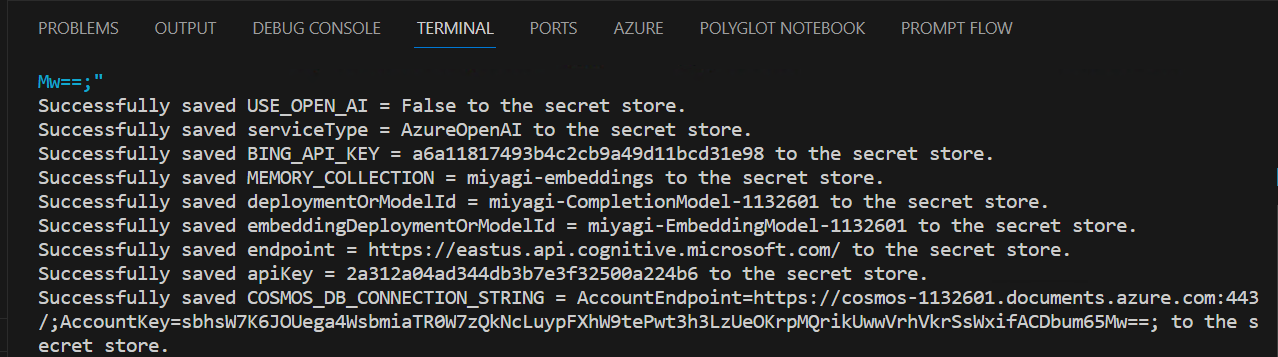 PROBLEMS OUTPUT DEBUG CONSOLE TERMINAL PORTS AZURE POLYGLOT NOTEBOOK PROMPT FLOW
Mw==;"
Successfully saved USE_OPEN_AI = False to the secret store.
Successfully saved serviceType = AzureOpenAI to the secret store.
Successfully saved BING_API_KEY = a6a11817493b4c2cb9a49d11bcd31e98 to the secret store.
Successfully saved MEMORY_COLLECTION = miyagi-embeddings to the secret store.
Successfully saved deploymentOrModelId = miyagi-CompletionModel-1132601 to the secret store.
Successfully saved embeddingDeploymentOrModelId = miyagi-EmbeddingModel-1132601 to the secret store.
Successfully saved endpoint = https://eastus.api.cognitive.microsoft.com/ to the secret store.
Successfully saved apiKey = 2a312a04ad344db3b7e3f32500a224b6 to the secret store.
Successfully saved COSMOS_DB_CONNECTION_STRING = AccountEndpoint=https://cosmos-1132601.documents.azure.com:443
/;AccountKey=sbhsW7K6JOUega4WsbmiaTR0W7zQkNcLuypFXhW9tePwt3h3LzUeOKrpMQrikUwwVrhVkrSsWxifACDbum65Mw==; to the s
ecret store.